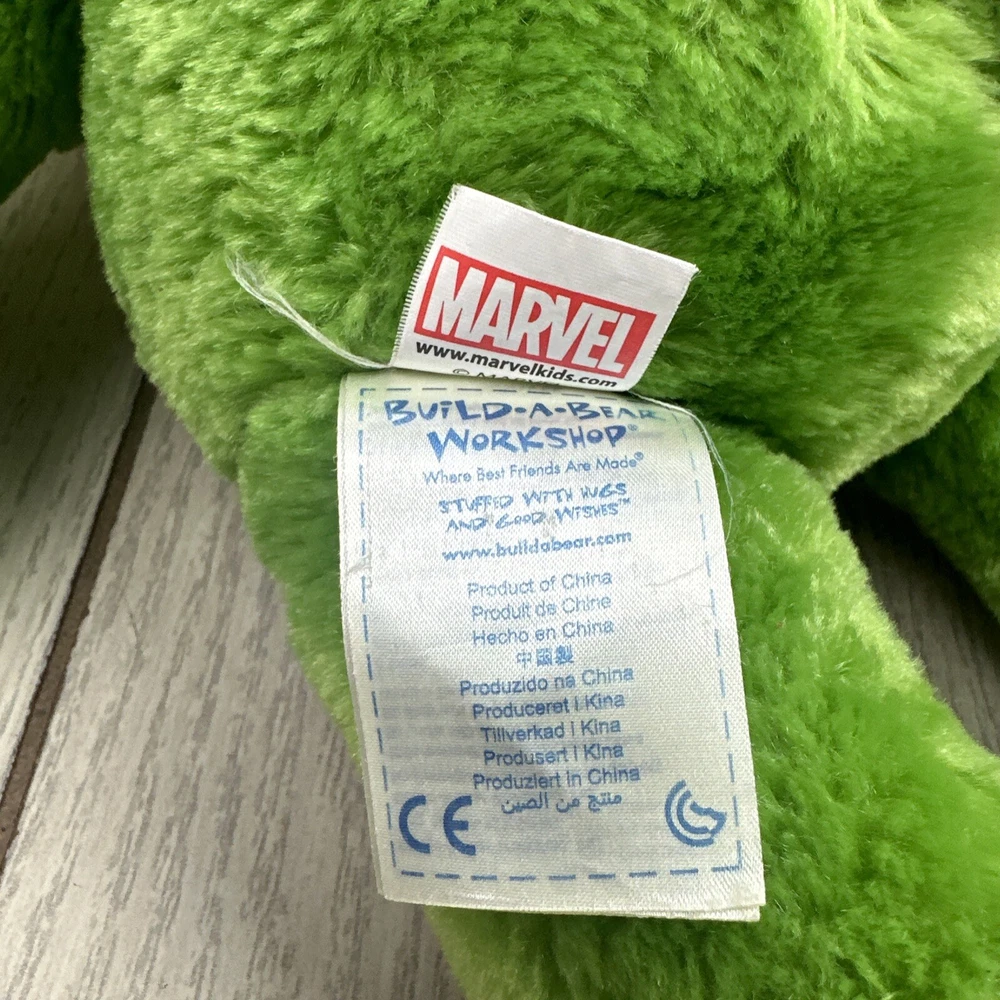 MARVEL
www.marvelkids.com
BUILD-A-BEAR
WORKSHOP®
Where Best Friends Are Made®
STUFFED WITH HUGS
AND GOOD WISHES™
www.buildabear.com
Product of China
Produit de Chine
Hecho en China
中國製
Produzido na China
Produceret i Kina
Tillverkad i Kina
Produsert i Kina
Produziert in China
منتج من الصين
CE